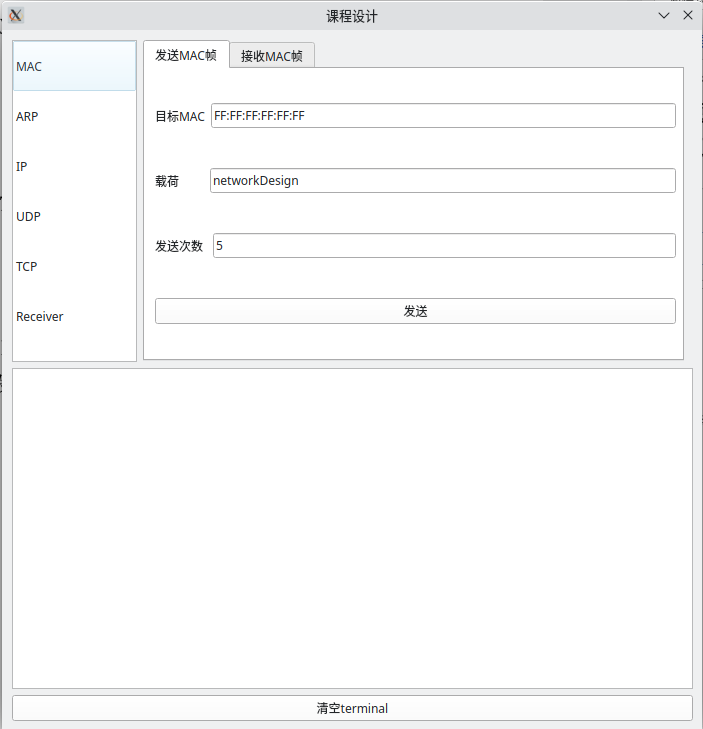 课程设计
MAC
ARP
IP
UDP
TCP
Receiver
发送MAC帧
接收MAC帧
目标MAC FF:FF:FF:FF:FF:FF
载荷 networkDesign
发送次数 5
发送
清空terminal